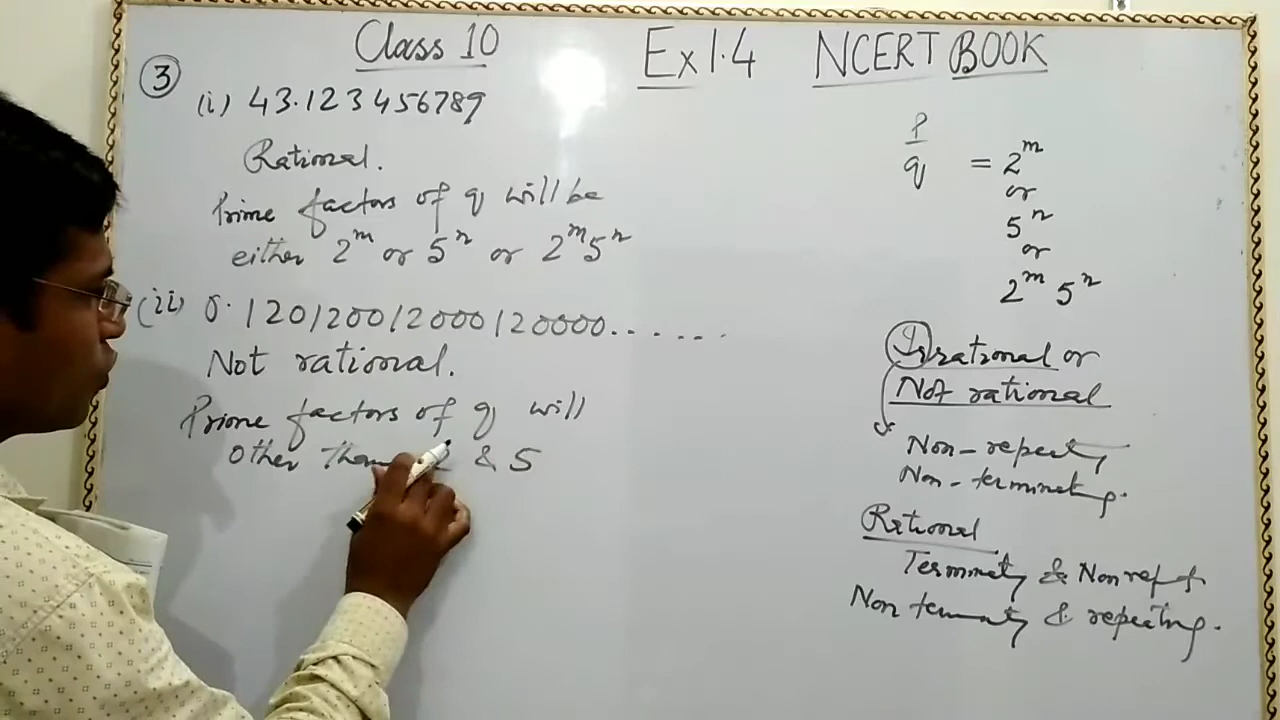 Class 10 Ex 1.4 NCERT BOOK
③
(i) 43.123456789
Rational.
Prime factors of q will be
either 2^m or 5^n or 2^m 5^n
(ii) 0.120120012000120000.......
Not rational.
Prime factors of q will
other than 2 & 5
p
q = 2^m
or
5^n
or
2^m 5^n
Irrational or
Not rational
Non-repeating
Non-terminating.
Rational
Terminating & Non repeating
Non terminating & repeating.